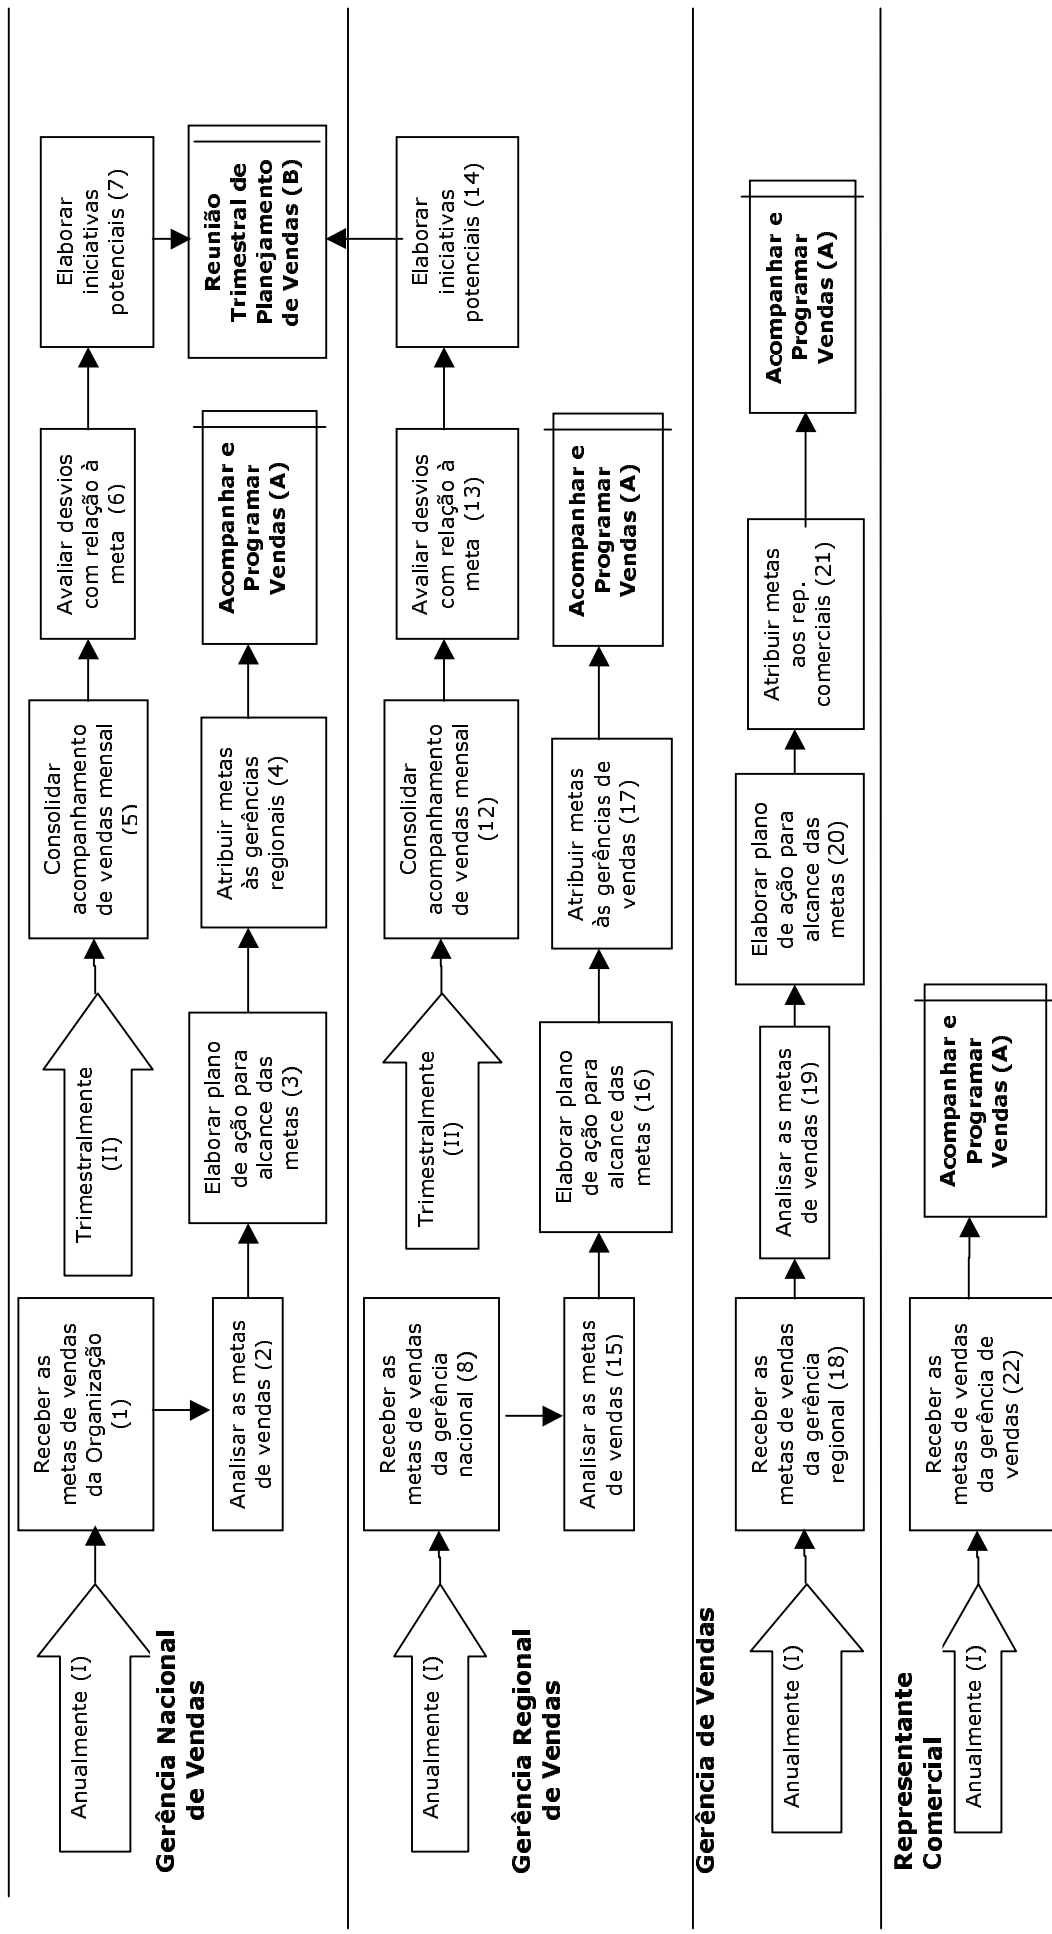 Anualmente (I)
Receber as
metas de vendas
da Organização
(1)
Trimestralmente
(II)
Consolidar
acompanhamento
de vendas mensal
(5)
Avaliar desvios
com relação à
meta (6)
Elaborar
iniciativas
potenciais (7)
Gerência Nacional
de Vendas
Analisar as metas
de vendas (2)
Elaborar plano
de ação para
alcance das
metas (3)
Atribuir metas
às gerências
regionais (4)
Acompanhar e
Programar
Vendas (A)
Reunião
Trimestral de
Planejamento
de Vendas (B)
Anualmente (I)
Receber as
metas de vendas
da gerência
nacional (8)
Trimestralmente
(II)
Consolidar
acompanhamento
de vendas mensal
(12)
Avaliar desvios
com relação à
meta (13)
Elaborar
iniciativas
potenciais (14)
Gerência Regional
de Vendas
Analisar as metas
de vendas (15)
Elaborar plano
de ação para
alcance das
metas (16)
Atribuir metas
às gerências de
vendas (17)
Acompanhar e
Programar
Vendas (A)
Gerência de Vendas
Anualmente (I)
Receber as
metas de vendas
da gerência
regional (18)
Analisar as metas
de vendas (19)
Elaborar plano
de ação para
alcance das
metas (20)
Atribuir metas
aos rep.
comerciais (21)
Acompanhar e
Programar
Vendas (A)
Representante
Comercial
Anualmente (I)
Receber as
metas de vendas
da gerência de
vendas (22)
Acompanhar e
Programar
Vendas (A)